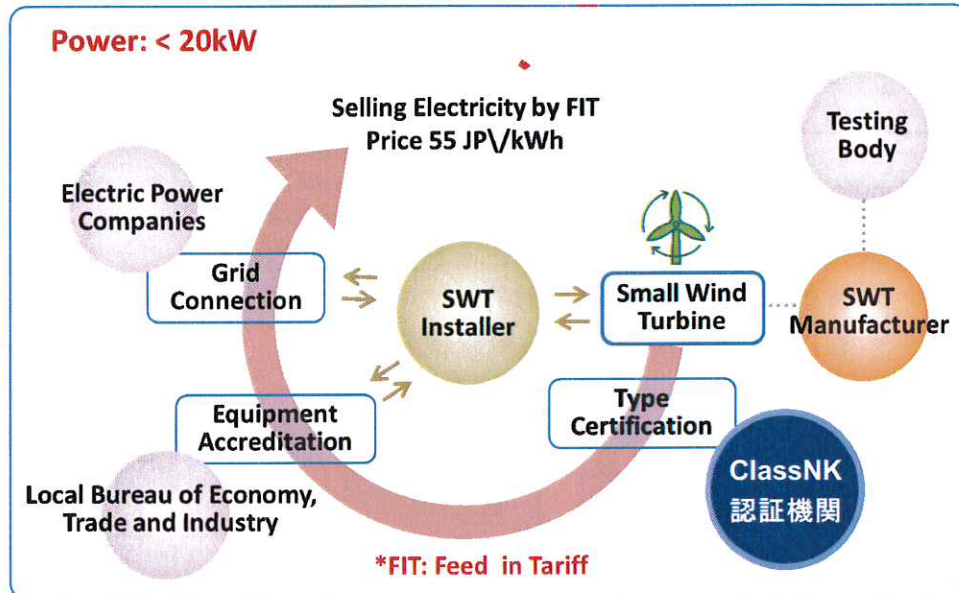 Power: < 20kW
Selling Electricity by FIT
Price 55 JP\/kWh
Testing
Body
Electric Power
Companies
Grid
Connection
SWT
Installer
Small Wind
Turbine
SWT
Manufacturer
Equipment
Accreditation
Type
Certification
Local Bureau of Economy,
Trade and Industry
ClassNK
認証機関
*FIT: Feed in Tariff